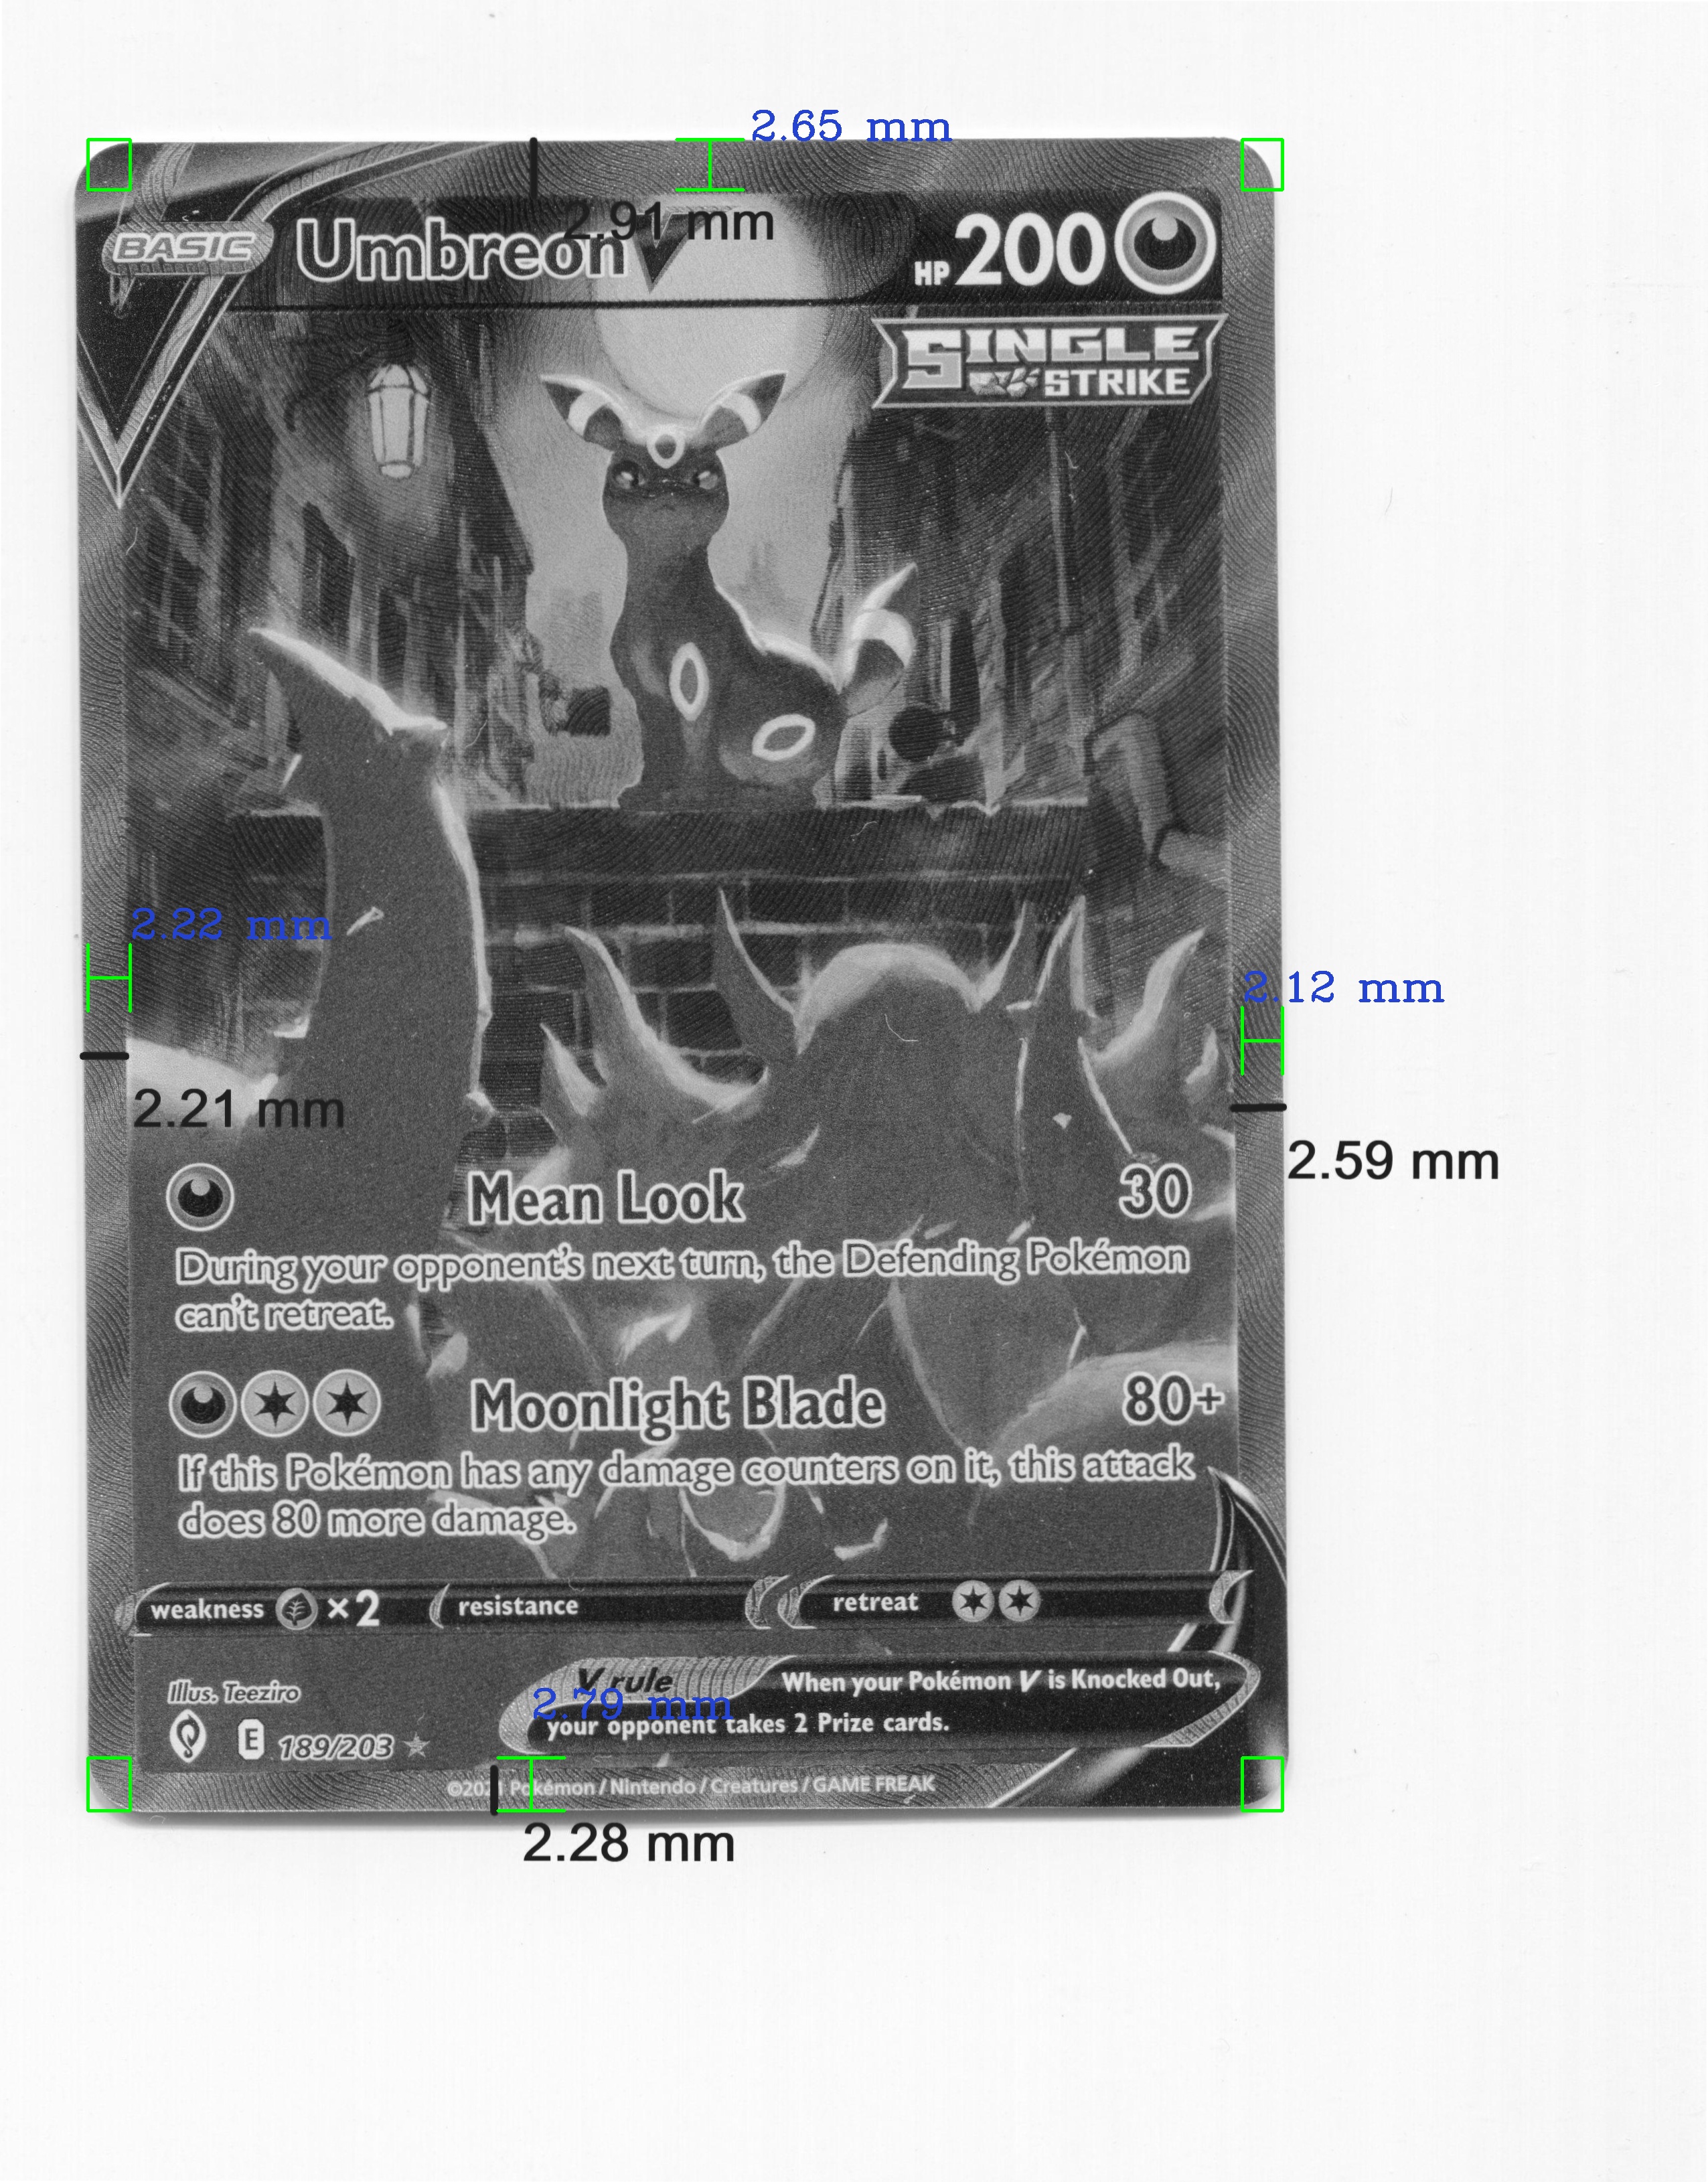 2.65 mm
BASIC
Umbreon V
2.91 mm
HP 200
SINGLE
STRIKE
2.22 mm
2.12 mm
2.21 mm
2.59 mm
Mean Look 30
During your opponent's next turn, the Defending Pokémon
can't retreat.
Moonlight Blade 80+
If this Pokémon has any damage counters on it, this attack
does 80 more damage.
weakness ×2 resistance retreat
Illus. Teeziro
E 189/203
V rule
When your Pokémon V is Knocked Out,
your opponent takes 2 Prize cards.
2.79 mm
©2021 Pokémon / Nintendo / Creatures / GAME FREAK
2.28 mm